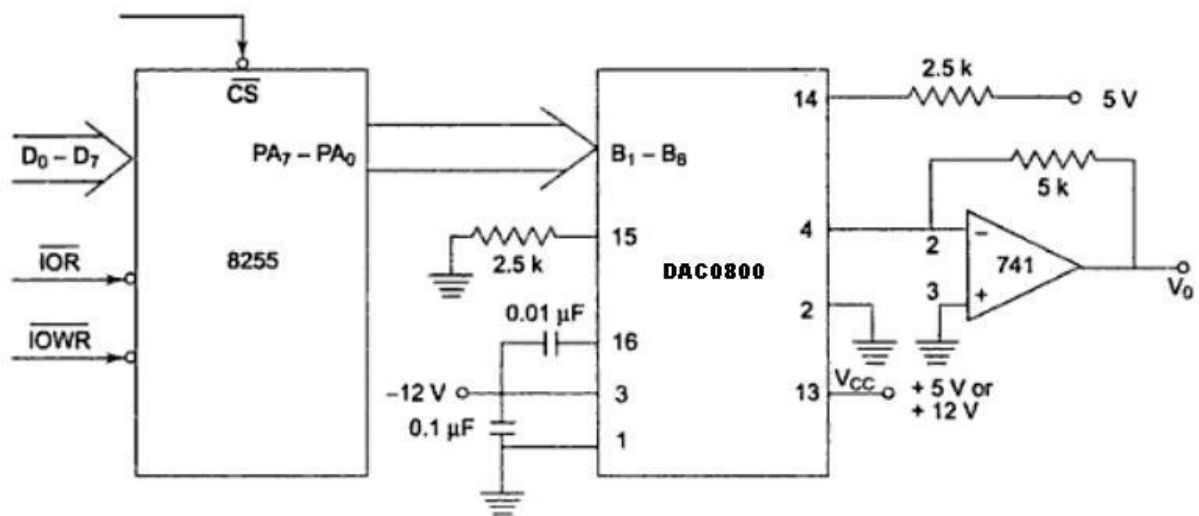 CS
D₀ – D₇
PA₇ – PA₀
IOR
8255
IOWR
B₁ – B₈
DAC0800
14
2.5 k
5 V
5 k
4
2
–
741
3
+
V₀
2
13
V_CC
+ 5 V or
+ 12 V
15
2.5 k
0.01 μF
16
–12 V
3
0.1 μF
1